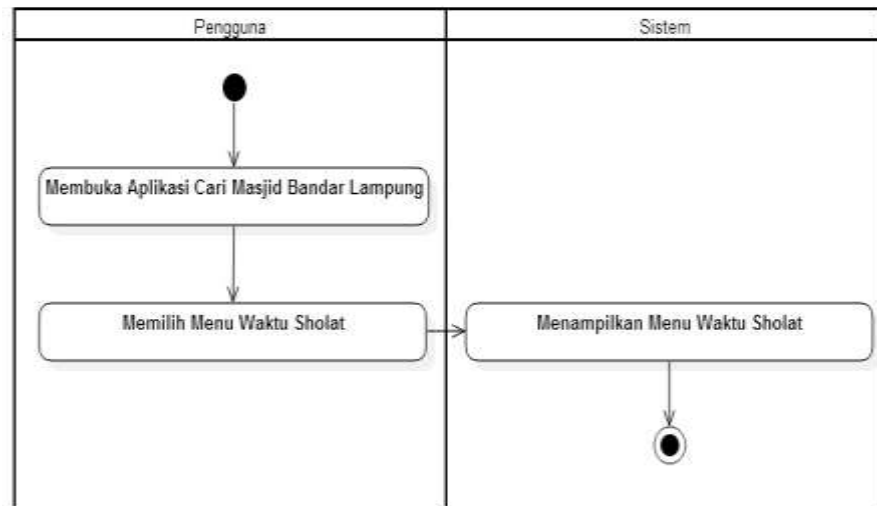 Pengguna
Sistem
Membuka Aplikasi Cari Masjid Bandar Lampung
Memilih Menu Waktu Sholat
Menampilkan Menu Waktu Sholat